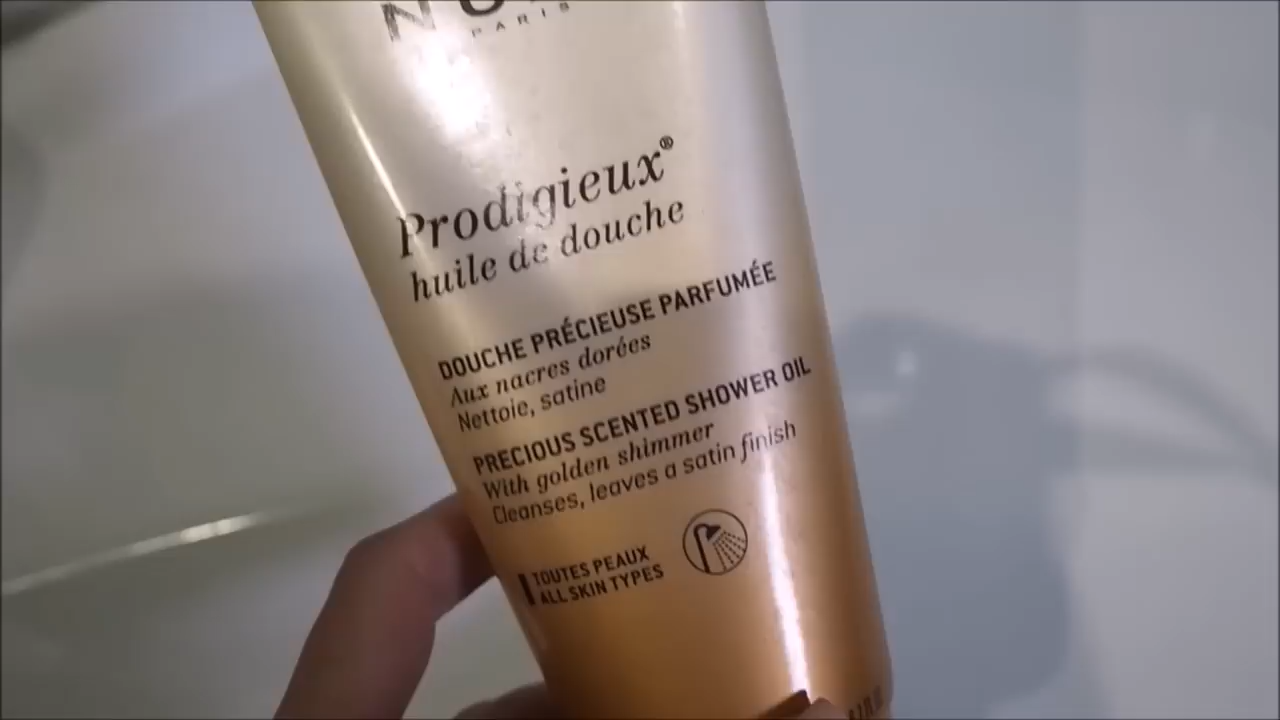 PARIS
Prodigieux®
huile de douche
DOUCHE PRÉCIEUSE PARFUMÉE
Aux nacres dorées
Nettoie, satine
PRECIOUS SCENTED SHOWER OIL
With golden shimmer
Cleanses, leaves a satin finish
TOUTES PEAUX
ALL SKIN TYPES